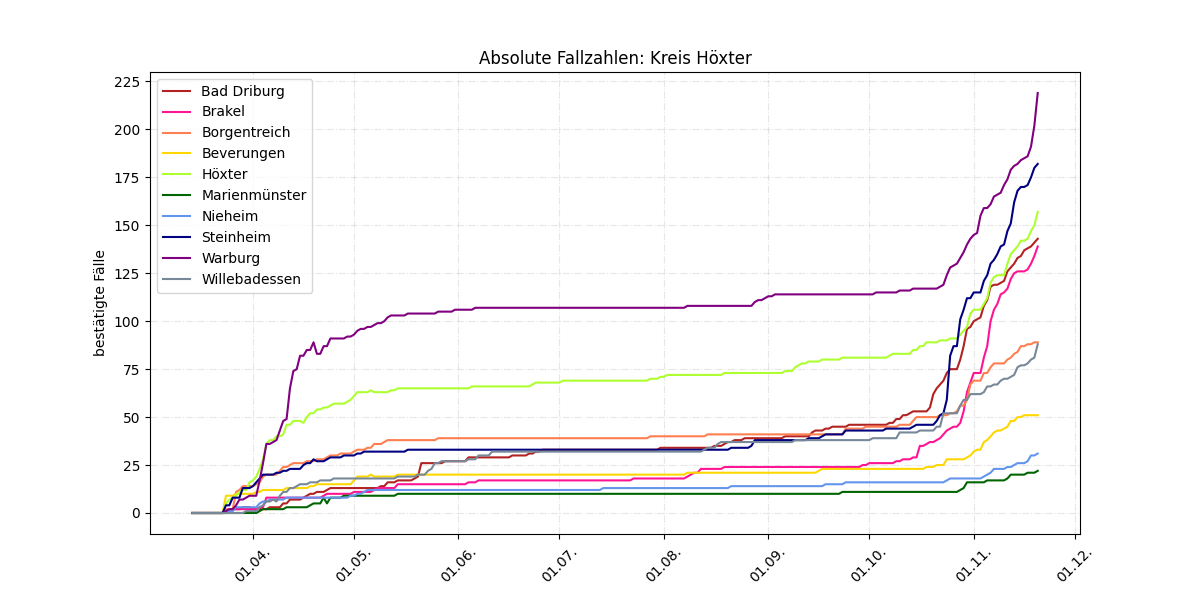 Absolute Fallzahlen: Kreis Höxter
bestätigte Fälle
225
200
175
150
125
100
75
50
25
0
Bad Driburg
Brakel
Borgentreich
Beverungen
Höxter
Marienmünster
Nieheim
Steinheim
Warburg
Willebadessen
01.04. 01.05. 01.06. 01.07. 01.08. 01.09. 01.10. 01.11. 01.12.